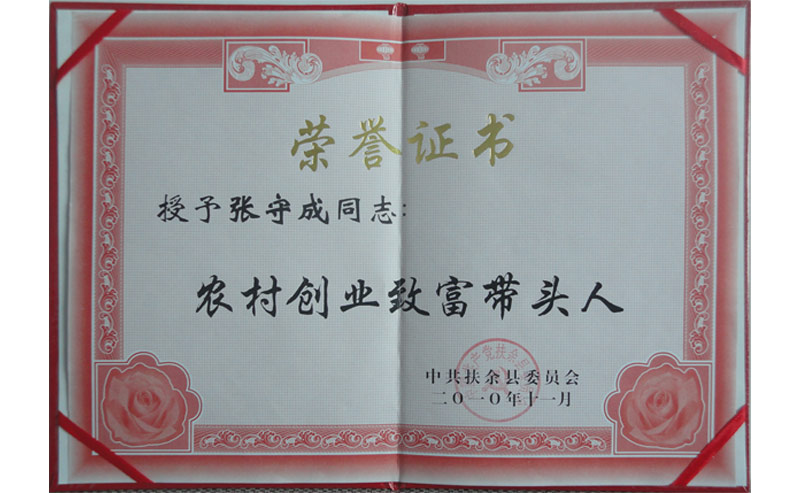 荣誉证书
授予张守成同志:
农村创业致富带头人
中共扶余县委员会
二〇一〇年十一月